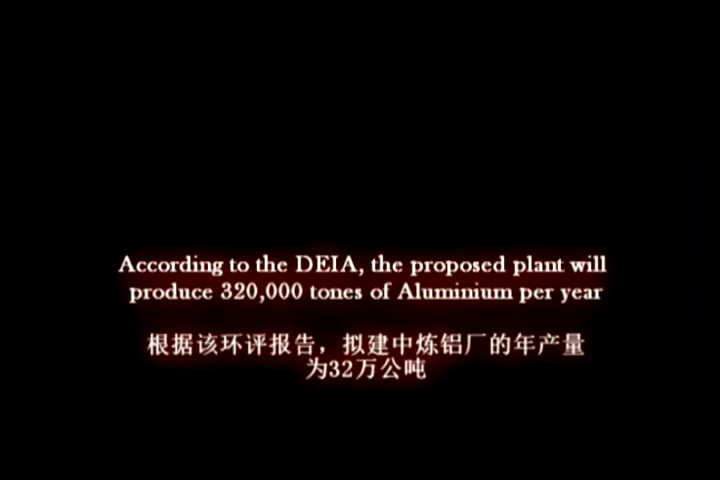 According to the DEIA, the proposed plant will
produce 320,000 tones of Aluminium per year
根据该环评报告，拟建中炼铝厂的年产量
为32万公吨